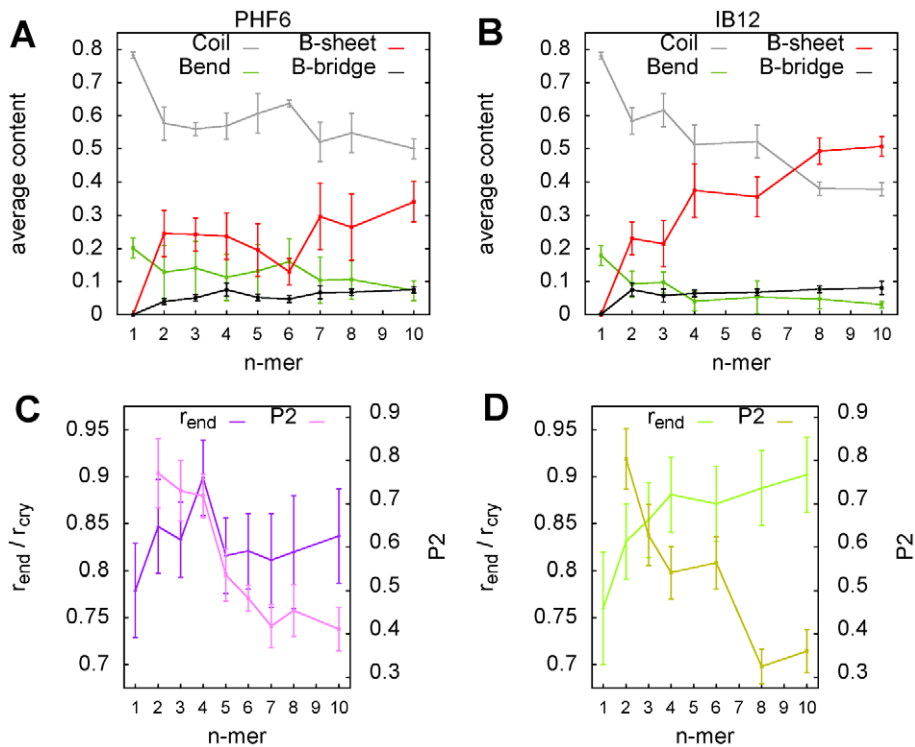 PHF6 IB12
A B
Coil B-sheet Coil B-sheet
Bend B-bridge Bend B-bridge
average content average content
0.8 0.8
0.7 0.7
0.6 0.6
0.5 0.5
0.4 0.4
0.3 0.3
0.2 0.2
0.1 0.1
0 0
1 2 3 4 5 6 7 8 9 10 1 2 3 4 5 6 7 8 9 10
n-mer n-mer
C D
r_end P2 r_end P2
r_end / r_cry P2 r_end / r_cry P2
0.95 0.9 0.95 0.9
0.9 0.8 0.9 0.8
0.85 0.7 0.85 0.7
0.8 0.6 0.8 0.6
0.75 0.5 0.75 0.5
0.7 0.4 0.7 0.4
0.3 0.3
1 2 3 4 5 6 7 8 9 10 1 2 3 4 5 6 7 8 9 10
n-mer n-mer